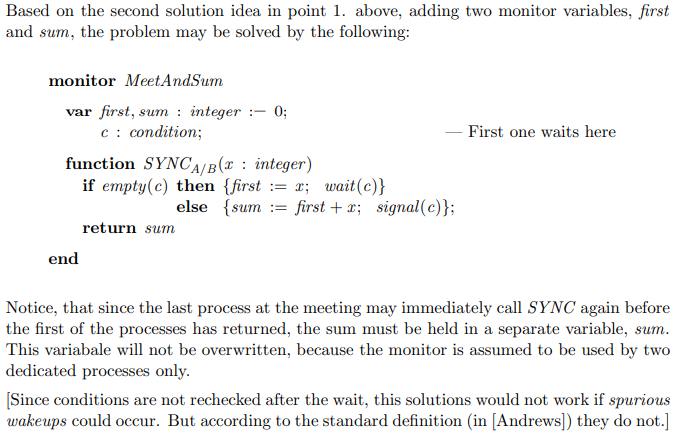 Based on the second solution idea in point 1. above, adding two monitor variables, first
and sum, the problem may be solved by the following:
monitor MeetAndSum
var first, sum : integer :− 0;
c : condition; — First one waits here
function SYNC_{A/B}(x : integer)
if empty(c) then {first := x; wait(c)}
else {sum := first + x; signal(c)};
return sum
end
Notice, that since the last process at the meeting may immediately call SYNC again before
the first of the processes has returned, the sum must be held in a separate variable, sum.
This variabale will not be overwritten, because the monitor is assumed to be used by two
dedicated processes only.
[Since conditions are not rechecked after the wait, this solutions would not work if spurious
wakeups could occur. But according to the standard definition (in [Andrews]) they do not.]